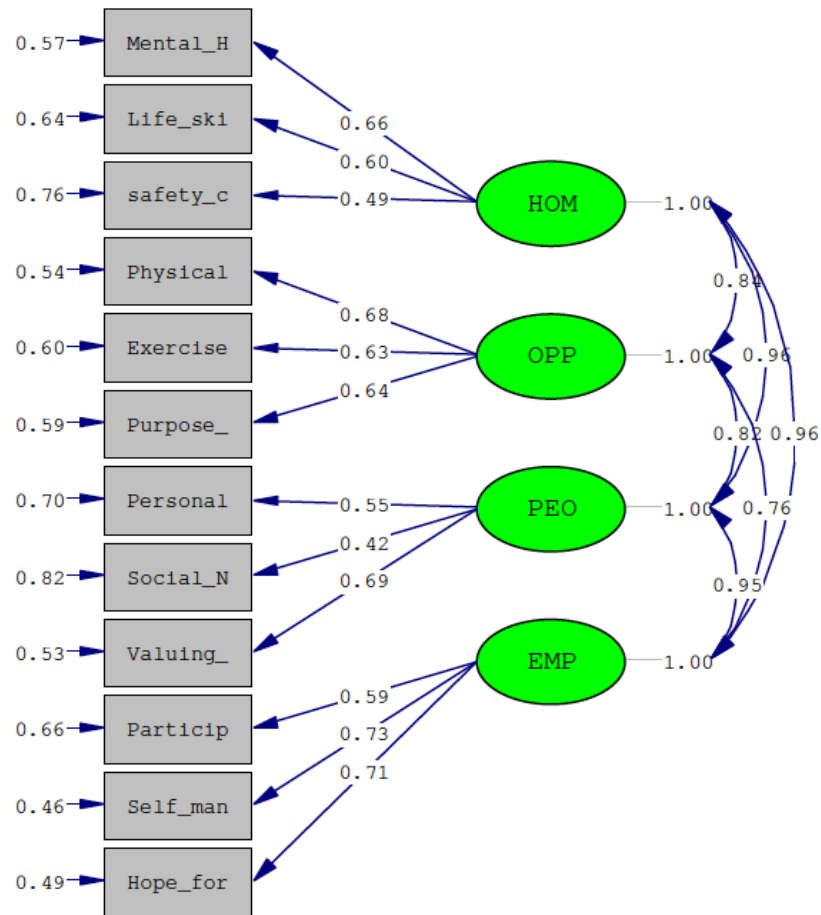 0.57 Mental_H
0.66
0.64 Life_ski
0.60
0.76 safety_c 0.49 HOM 1.00
0.54 Physical 0.84
0.68
0.60 Exercise 0.63 OPP 1.00 0.96
0.64
0.59 Purpose_ 0.82 0.96
0.70 Personal 0.55 PEO 1.00 0.76
0.42
0.82 Social_N 0.95
0.69
0.53 Valuing_ EMP 1.00
0.59
0.66 Particip
0.73
0.71
0.46 Self_man
0.49 Hope_for